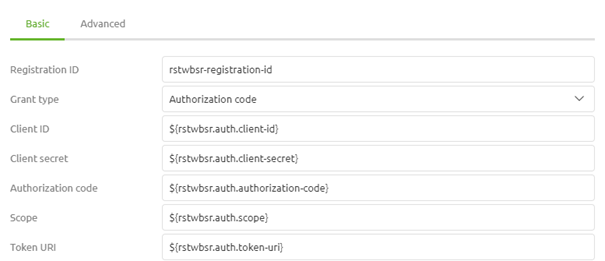 Basic Advanced
Registration ID rstwbsr-registration-id
Grant type Authorization code
Client ID ${rstwbsr.auth.client-id}
Client secret ${rstwbsr.auth.client-secret}
Authorization code ${rstwbsr.auth.authorization-code}
Scope ${rstwbsr.auth.scope}
Token URI ${rstwbsr.auth.token-uri}